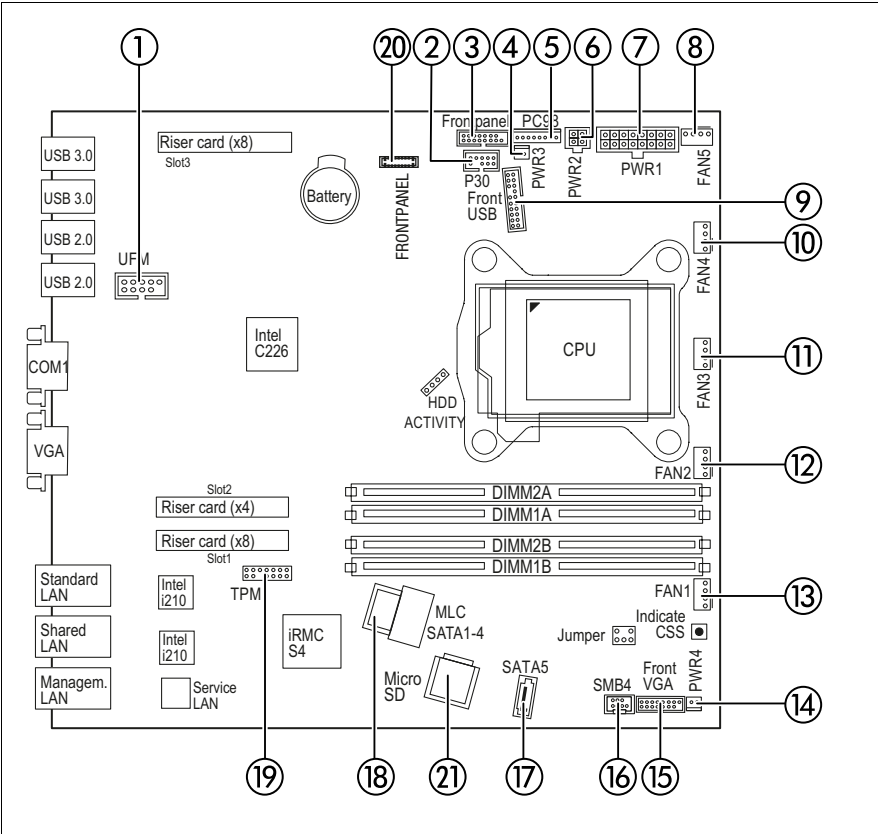 1
20
2
3
4
5
6
7
8
Frontpanel
PC98
Riser card (x8)
Slot3
USB 3.0
USB 3.0
USB 2.0
USB 2.0
UFM
Battery
FRONTPANEL
P30
Front
USB
PWR3
PWR2
PWR1
FAN5
9
FAN4
10
Intel
C226
CPU
COM1
HDD
ACTIVITY
FAN3
11
VGA
FAN2
12
Slot2
Riser card (x4)
Riser card (x8)
Slot1
DIMM2A
DIMM1A
DIMM2B
DIMM1B
Standard
LAN
Intel
i210
TPM
FAN1
13
Shared
LAN
Intel
i210
iRMC
S4
MLC
SATA1-4
Jumper
Indicate
CSS
Managem.
LAN
Service
LAN
Micro
SD
SATA5
SMB4
Front
VGA
PWR4
14
19
18
21
17
16
15